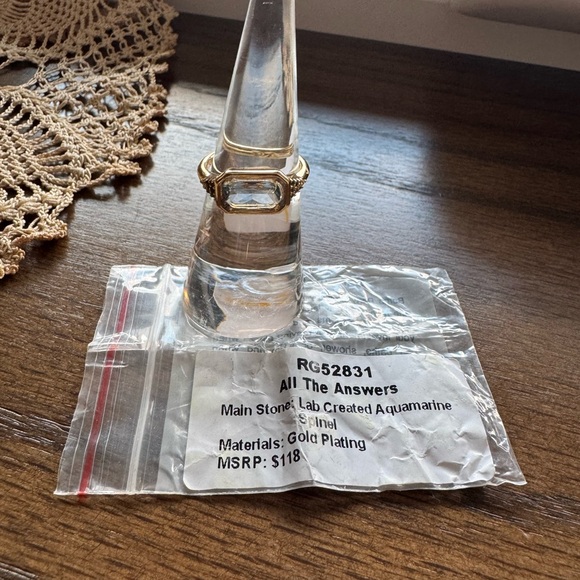 RG52831
All The Answers
Main Stone: Lab Created Aquamarine
Spinel
Materials: Gold Plating
MSRP: $118